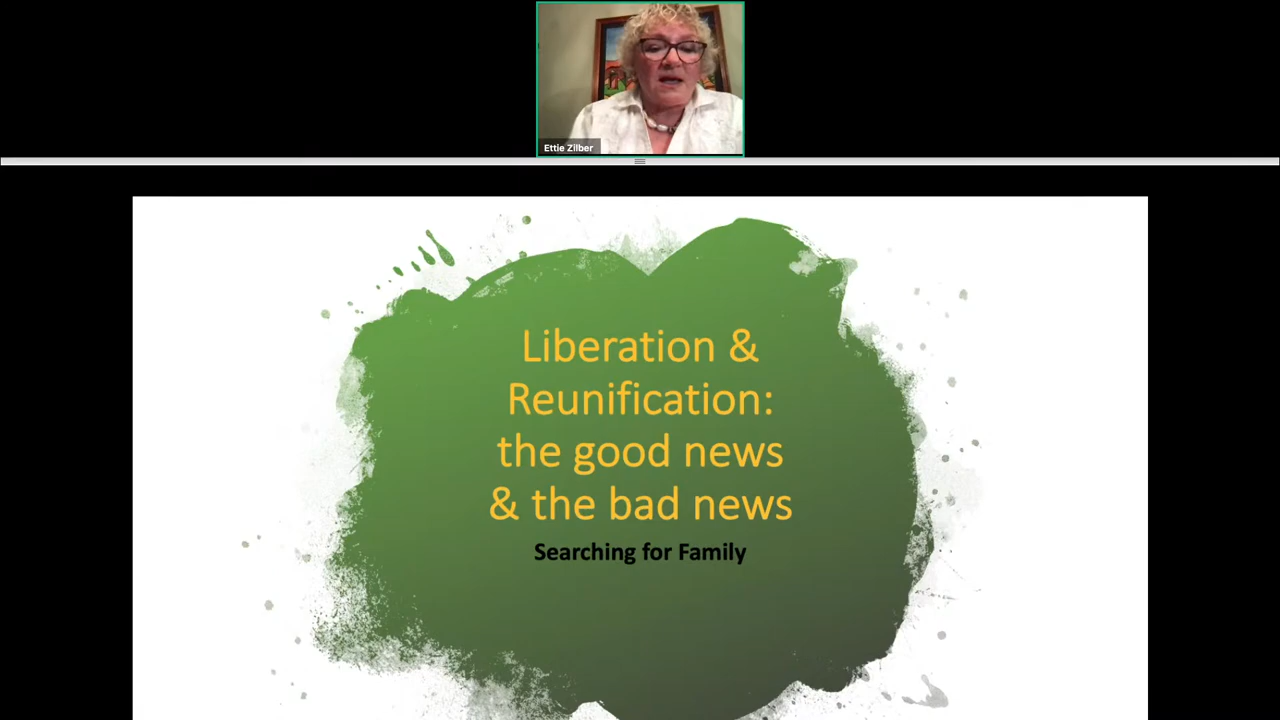 Ettie Zilber
Liberation &
Reunification:
the good news
& the bad news
Searching for Family